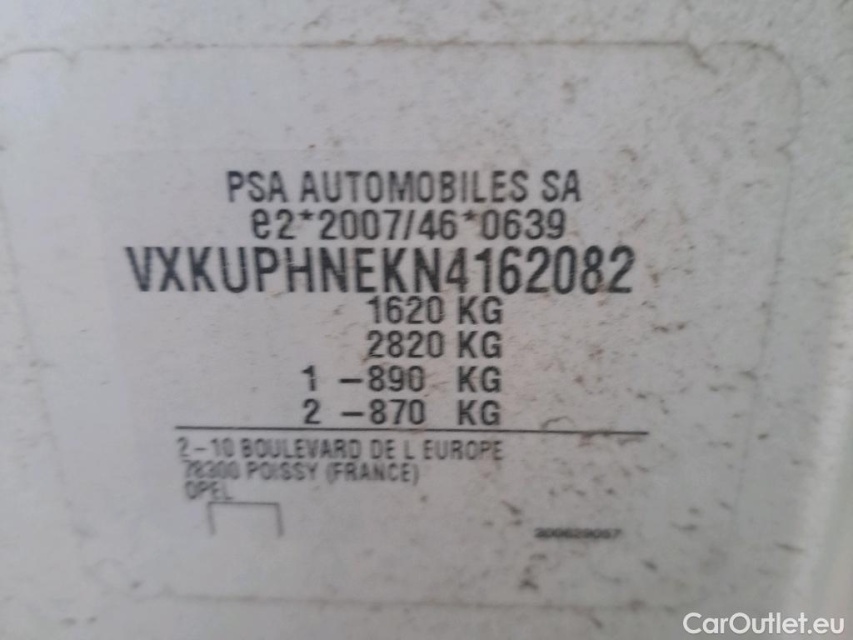 PSA AUTOMOBILES SA
e2*2007/46*0639
VXKUPHNEKN4162082
1620 KG
2820 KG
1 -890 KG
2 -870 KG
2-10 BOULEVARD DE L EUROPE
78300 POISSY (FRANCE)
OPEL
CarOutlet.eu